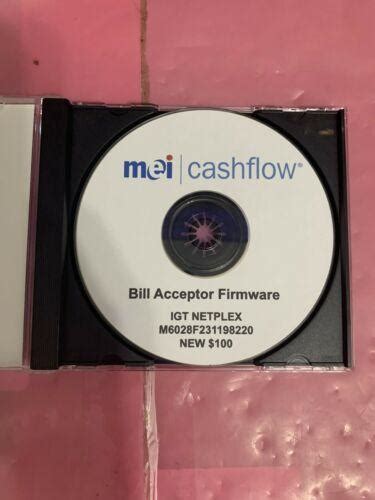 mei | cashflow®
Bill Acceptor Firmware
IGT NETPLEX
M6028F231198220
NEW $100